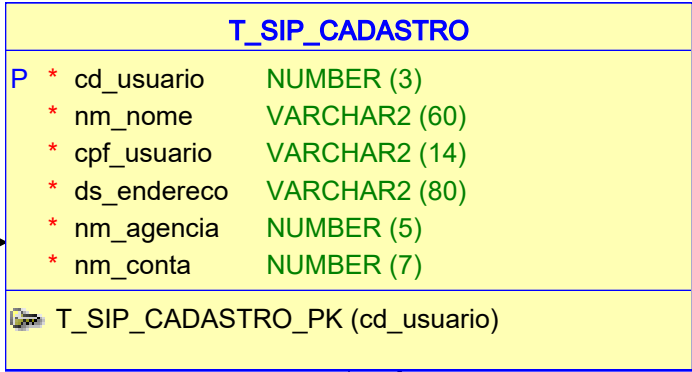 T_SIP_CADASTRO
P * cd_usuario NUMBER (3)
* nm_nome VARCHAR2 (60)
* cpf_usuario VARCHAR2 (14)
* ds_endereco VARCHAR2 (80)
* nm_agencia NUMBER (5)
* nm_conta NUMBER (7)
T_SIP_CADASTRO_PK (cd_usuario)